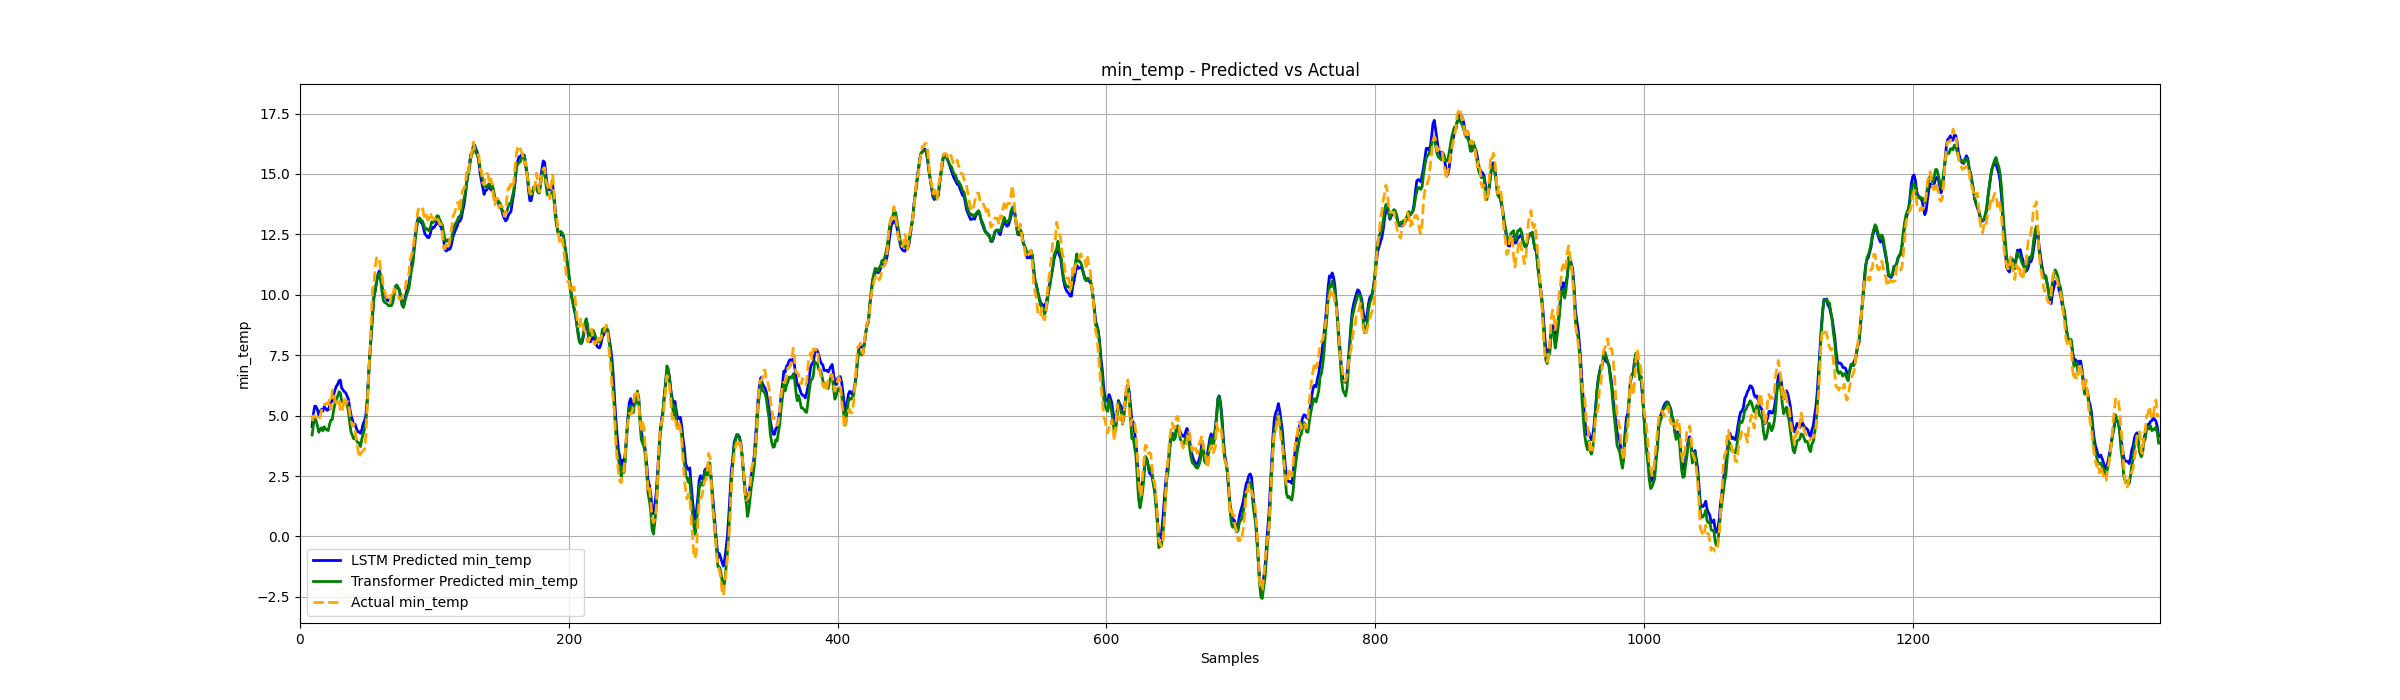 min_temp - Predicted vs Actual
min_temp
17.5
15.0
12.5
10.0
7.5
5.0
2.5
0.0
−2.5
LSTM Predicted min_temp
Transformer Predicted min_temp
Actual min_temp
0 200 400 600 800 1000 1200
Samples